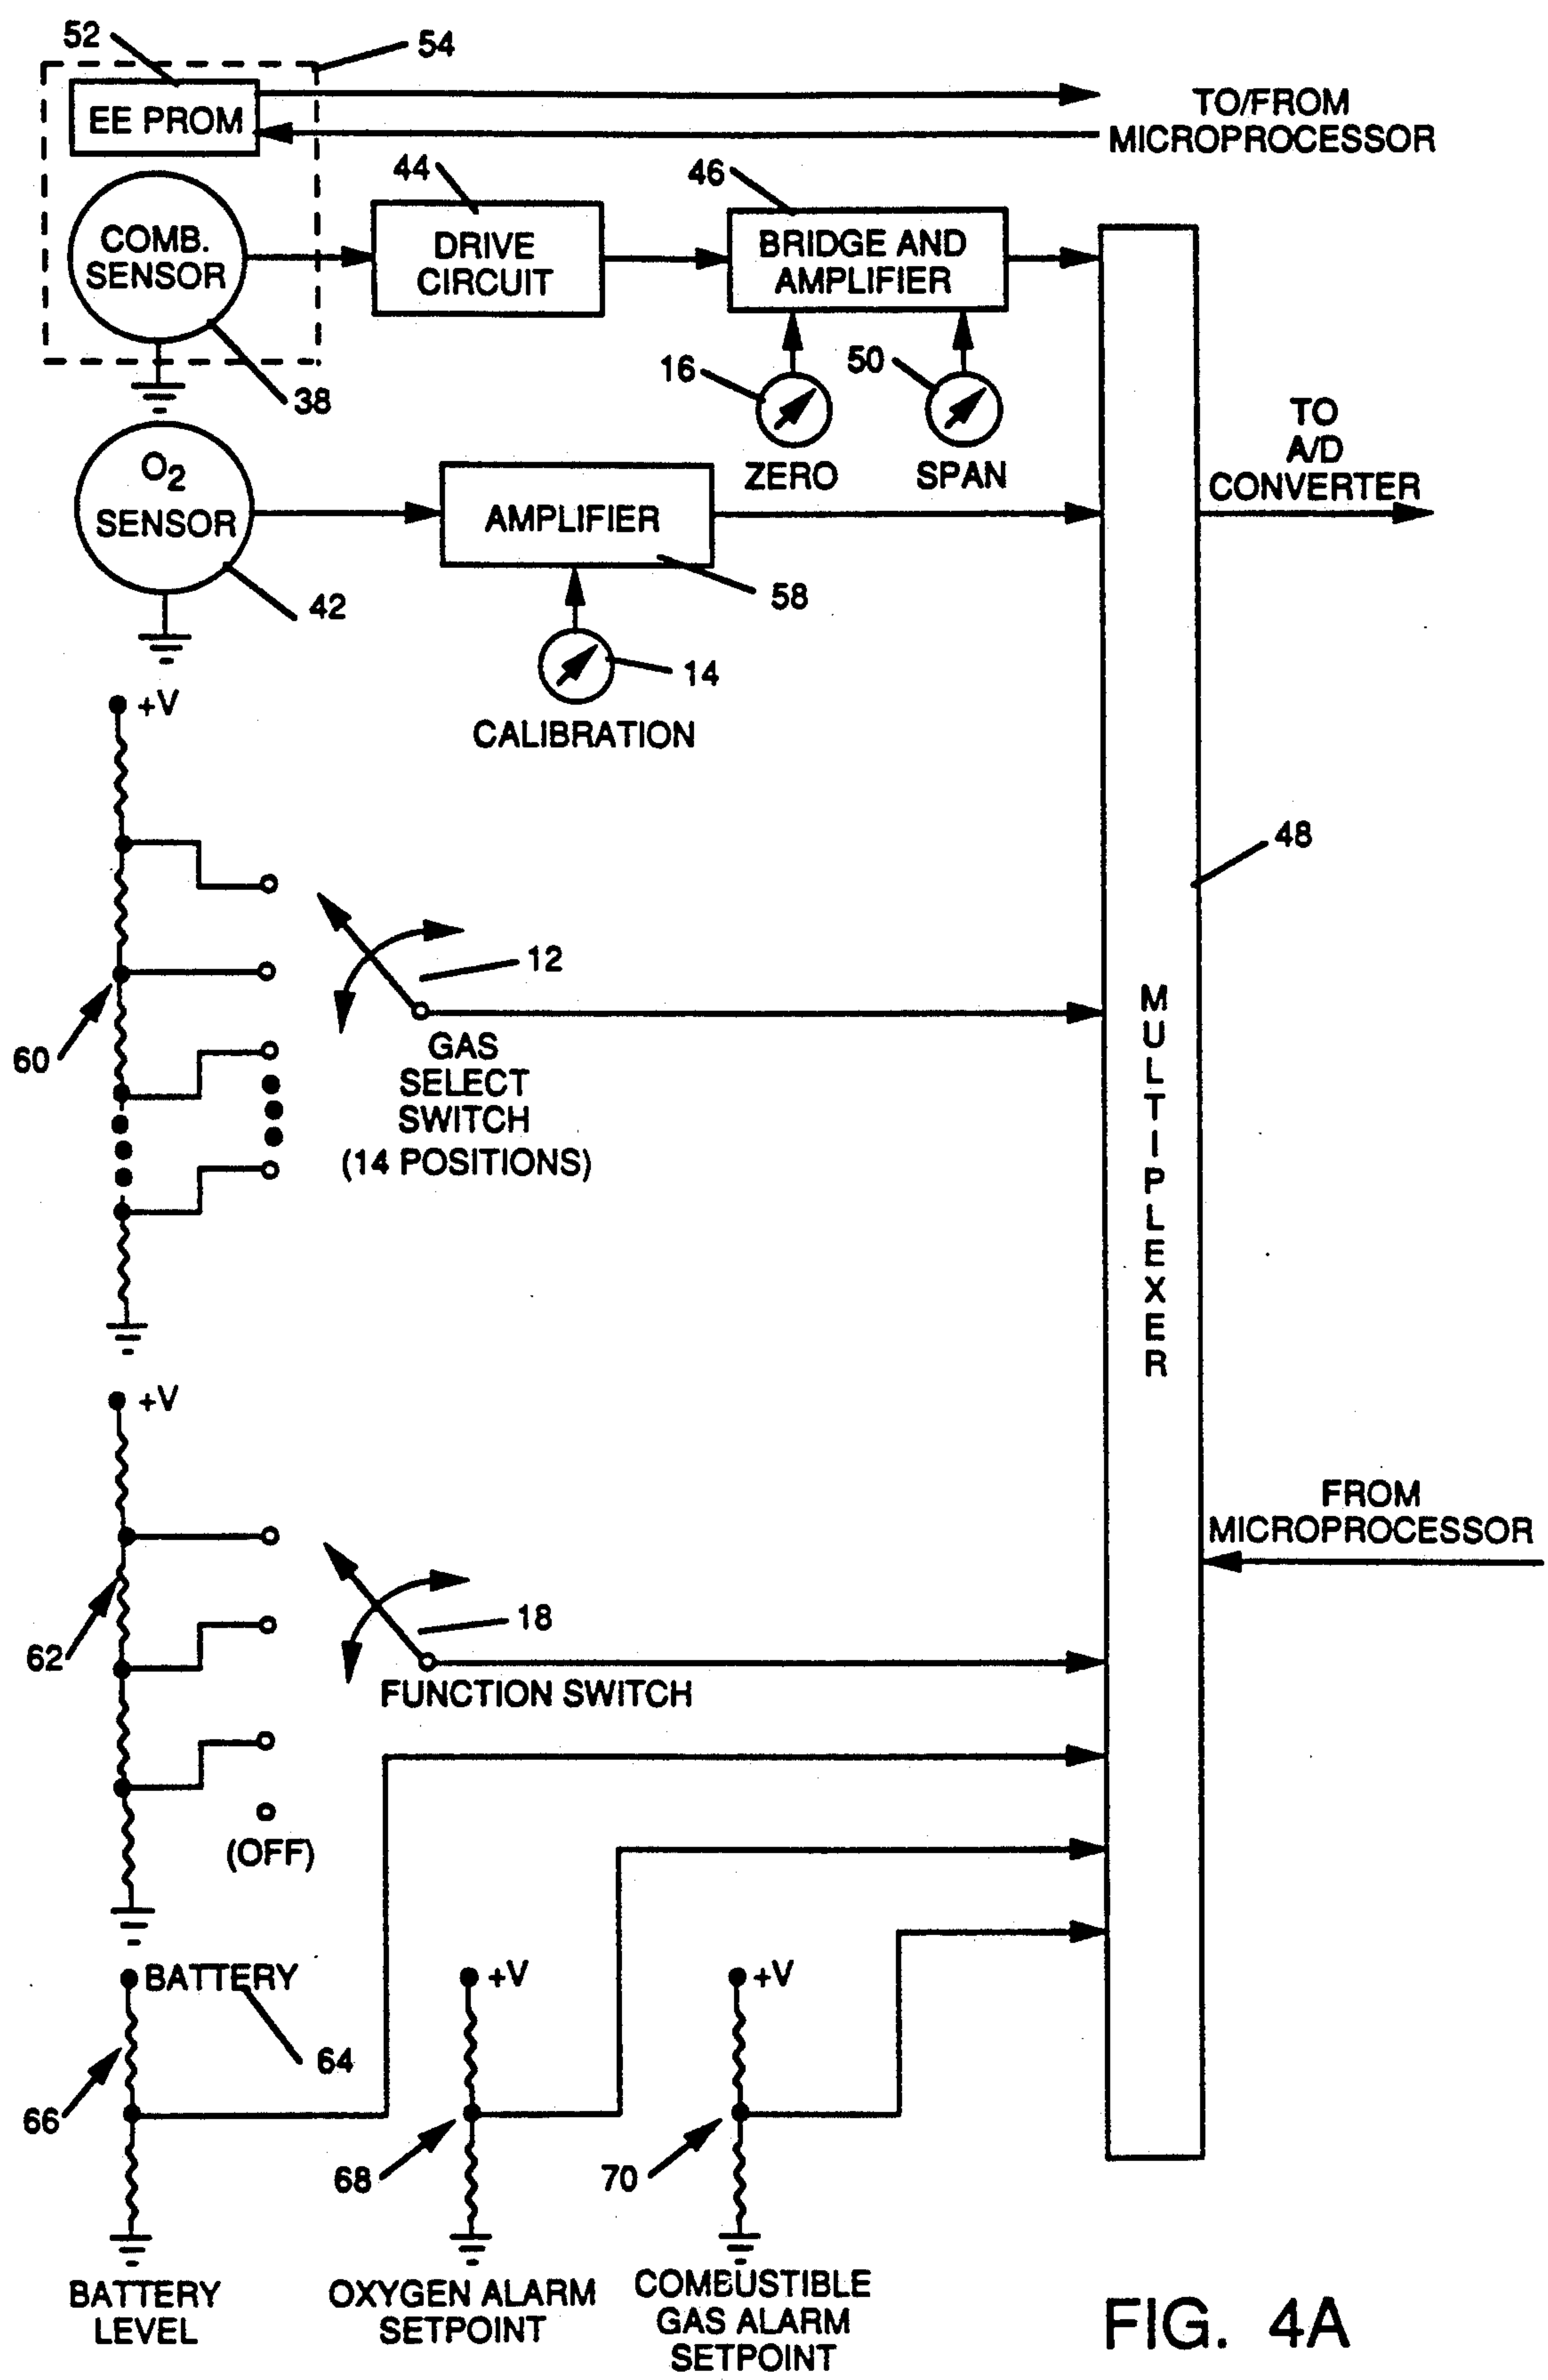 52
54
EE PROM
TO/FROM
MICROPROCESSOR
44
46
COMB.
SENSOR
DRIVE
CIRCUIT
BRIDGE AND
AMPLIFIER
16
50
38
ZERO
SPAN
TO
A/D
CONVERTER
O2
SENSOR
AMPLIFIER
58
42
14
+V
CALIBRATION
48
12
60
GAS
SELECT
SWITCH
(14 POSITIONS)
MULTIPLEXER
+V
FROM
MICROPROCESSOR
18
62
FUNCTION SWITCH
(OFF)
BATTERY
+V
+V
64
66
68
70
BATTERY
LEVEL
OXYGEN ALARM
SETPOINT
COMBUSTIBLE
GAS ALARM
SETPOINT
FIG. 4A